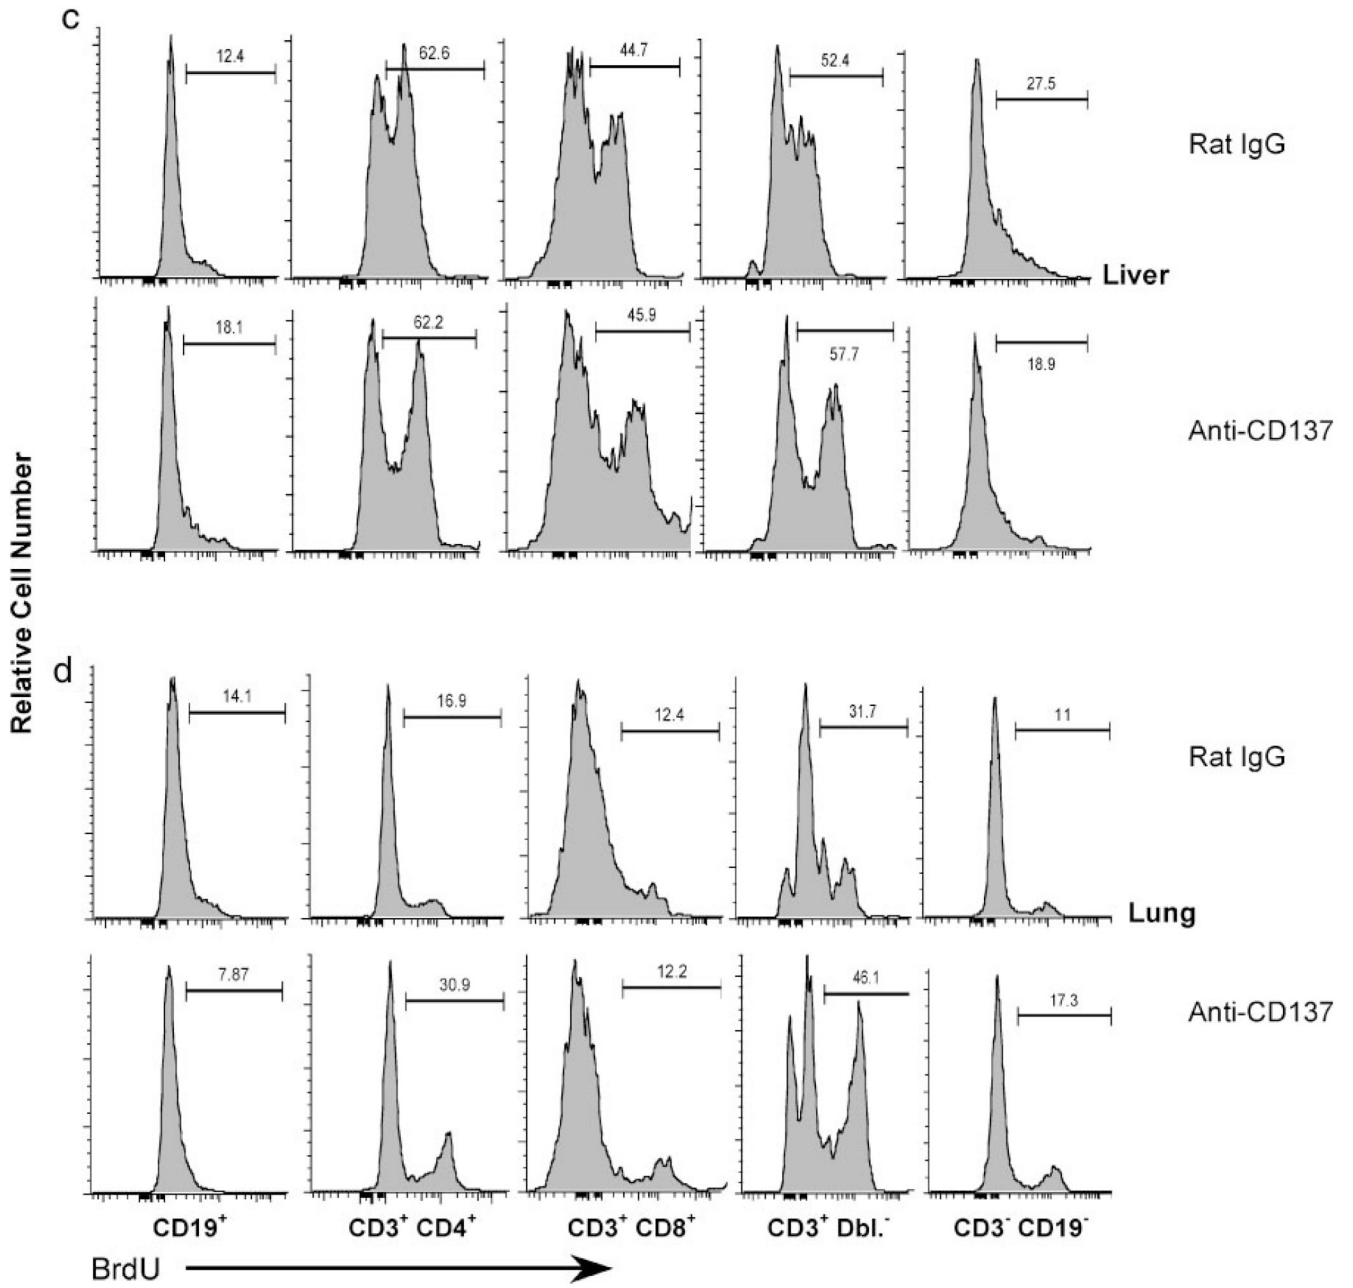 c
12.4 62.6 44.7 52.4 27.5
Rat IgG
Liver
18.1 62.2 45.9 57.7 18.9
Anti-CD137
Relative Cell Number
d
14.1 16.9 12.4 31.7 11
Rat IgG
Lung
7.87 30.9 12.2 46.1 17.3
Anti-CD137
CD19⁺ CD3⁺ CD4⁺ CD3⁺ CD8⁺ CD3⁺ Dbl.⁻ CD3⁻ CD19⁻
BrdU